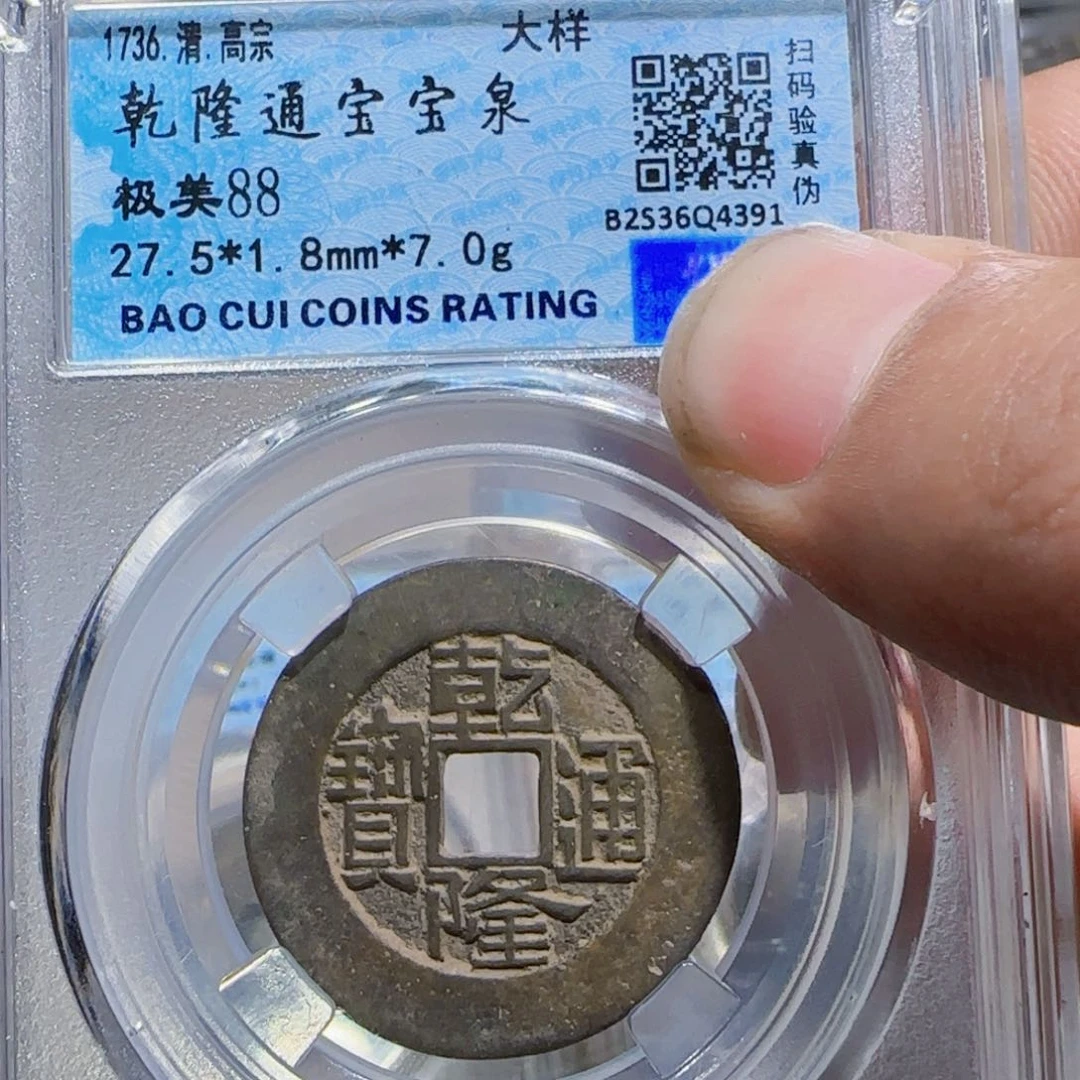 1736.清.高宗
大样
乾隆通宝宝泉
极美88
27.5*1.8mm*7.0g
BAO CUI COINS RATING
扫码验真伪
B2S36Q4391
乾隆通寶